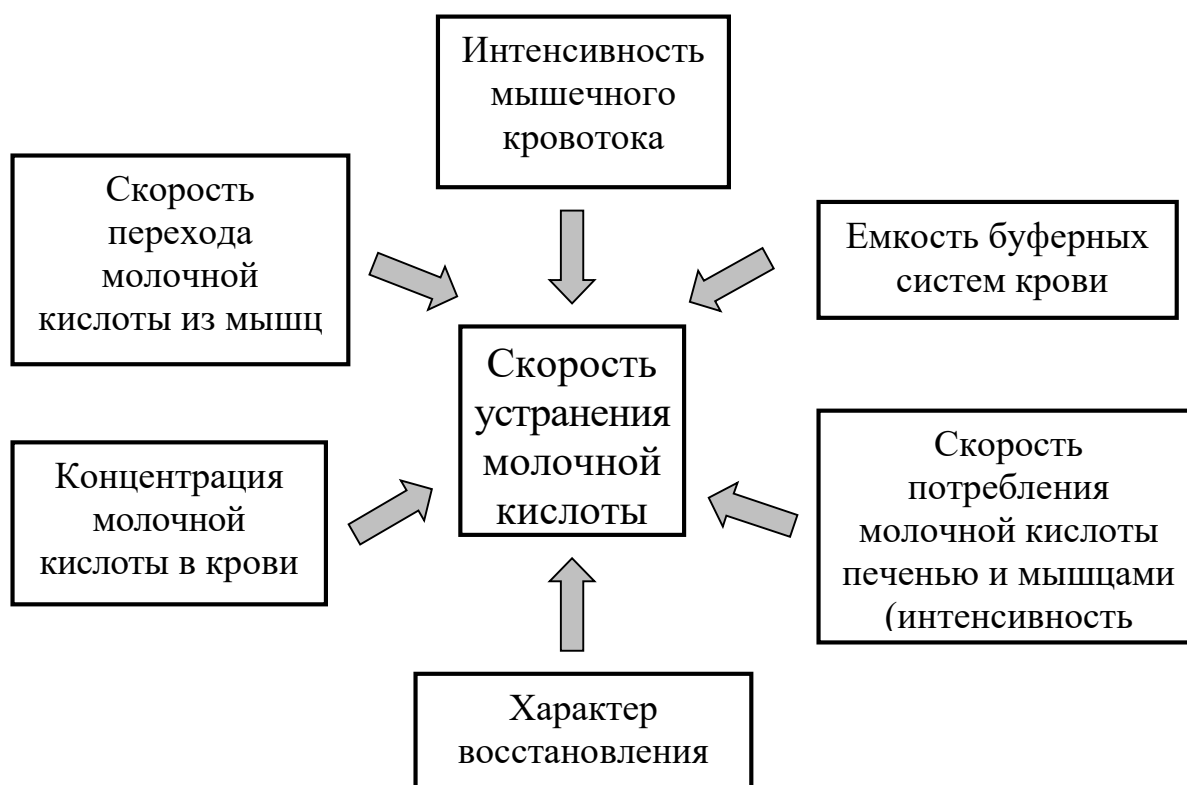 Интенсивность
мышечного
кровотока
Скорость
перехода
молочной
кислоты из мышц
Емкость буферных
систем крови
Скорость
устранения
молочной
кислоты
Концентрация
молочной
кислоты в крови
Скорость
потребления
молочной кислоты
печенью и мышцами
(интенсивность
Характер
восстановления